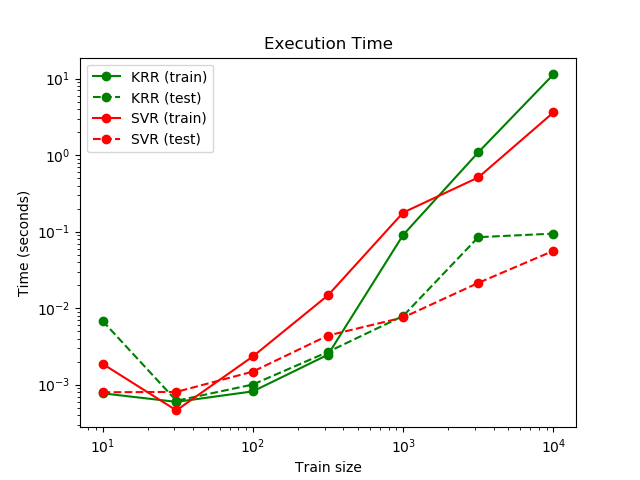 Execution Time
KRR (train)
KRR (test)
SVR (train)
SVR (test)
10¹
10⁰
10⁻¹
10⁻²
10⁻³
Time (seconds)
10¹ 10² 10³ 10⁴
Train size